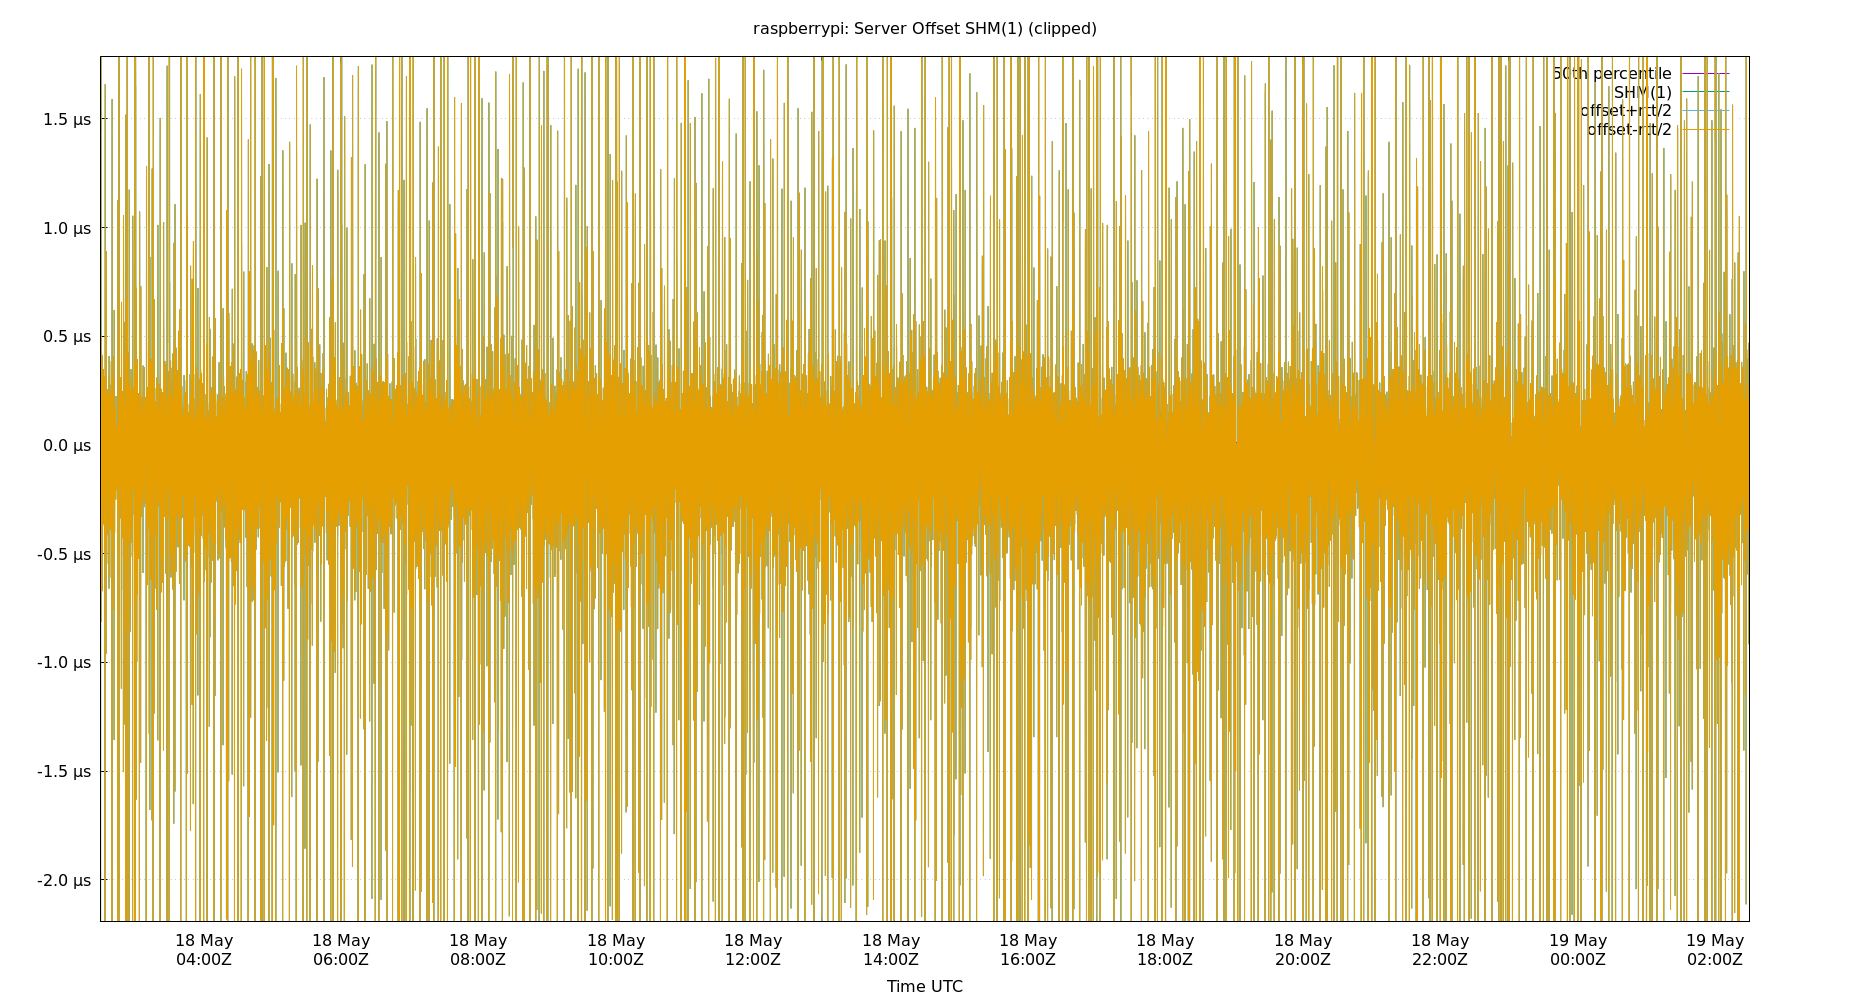 raspberrypi: Server Offset SHM(1) (clipped)
50th percentile
SHM(1)
offset+rtt/2
offset-rtt/2
1.5 µs
1.0 µs
0.5 µs
0.0 µs
-0.5 µs
-1.0 µs
-1.5 µs
-2.0 µs
18 May 18 May 18 May 18 May 18 May 18 May 18 May 18 May 18 May 18 May 19 May 19 May
04:00Z 06:00Z 08:00Z 10:00Z 12:00Z 14:00Z 16:00Z 18:00Z 20:00Z 22:00Z 00:00Z 02:00Z
Time UTC